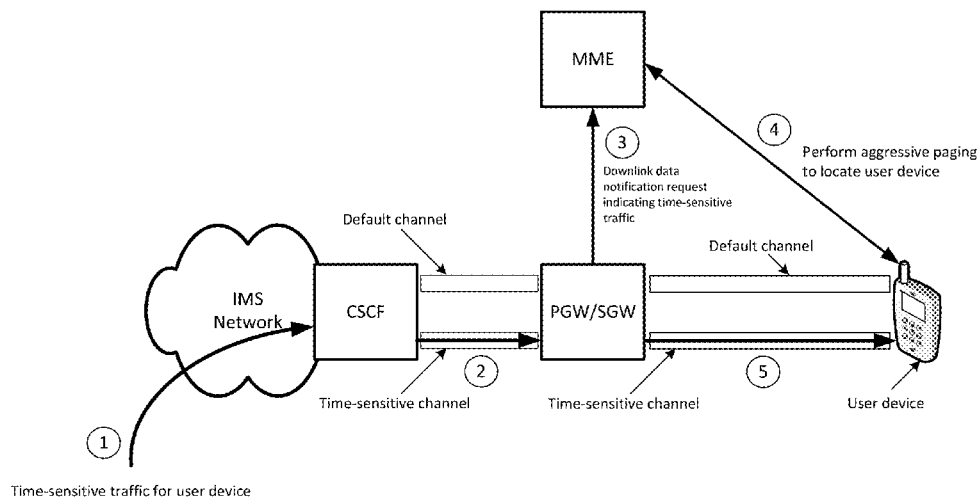 MME
4
3
Perform aggressive paging
to locate user device
Downlink data
notification request
indicating time-sensitive
traffic
Default channel
Default channel
IMS
Network
CSCF
PGW/SGW
2
5
Time-sensitive channel
Time-sensitive channel
User device
1
Time-sensitive traffic for user device